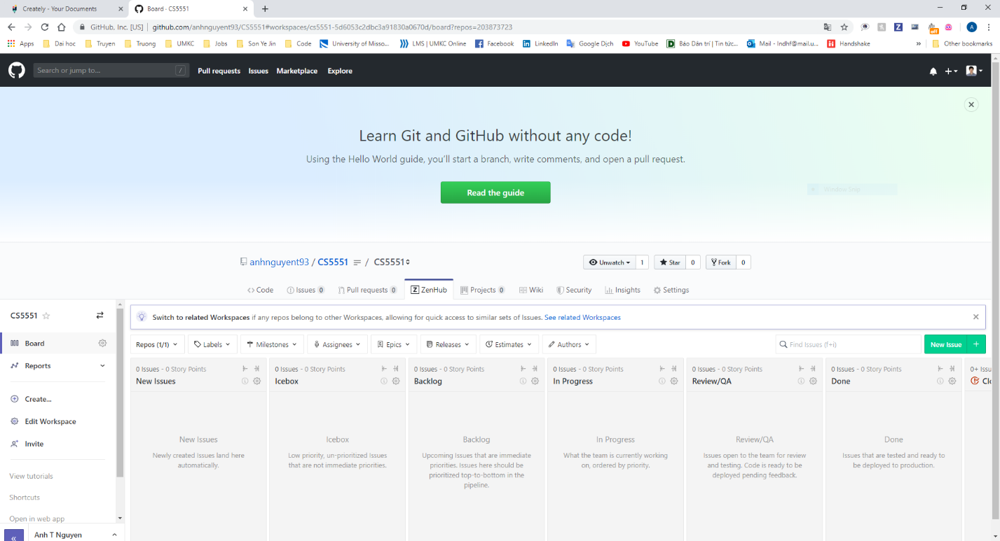 Creately - Your Documents
Board - CS5551
GitHub, Inc. [US] | github.com/anhnguyent93/CS5551#workspaces/cs5551-5d6053c2dbc3a91830a0670d/board?repos=203873723
off
A
Apps Dai hoc Truyen Truong UMKC Jobs Son Ye Jin Code University of Misso... LMS | UMKC Online Facebook LinkedIn Google Dịch YouTube Báo Dân trí | Tin tức... Mail - lndhf@mail.u... Handshake » Other bookmarks
Search or jump to... /
Pull requests Issues Marketplace Explore
Learn Git and GitHub without any code!
Using the Hello World guide, you’ll start a branch, write comments, and open a pull request.
Read the guide
Window Snip
anhnguyent93 / CS5551 / CS5551
Unwatch 1 Star 0 Fork 0
Code Issues 0 Pull requests 0 Z ZenHub Projects 0 Wiki Security Insights Settings
CS5551
Board
Reports
Create...
Edit Workspace
Invite
View tutorials
Shortcuts
Open in web app
« Anh T Nguyen
Switch to related Workspaces if any repos belong to other Workspaces, allowing for quick access to similar sets of Issues. See related Workspaces
Repos (1/1) Labels Milestones Assignees Epics Releases Estimates Authors
Find Issues (f+i)
New Issue +
0 Issues - 0 Story Points
New Issues
New Issues
Newly created Issues land here
automatically.
0 Issues - 0 Story Points
Icebox
Icebox
Low priority, un-prioritized Issues
that are not immediate priorities.
0 Issues - 0 Story Points
Backlog
Backlog
Upcoming Issues that are immediate
priorities. Issues here should be
prioritized top-to-bottom in the
pipeline.
0 Issues - 0 Story Points
In Progress
In Progress
What the team is currently working
on, ordered by priority.
0 Issues - 0 Story Points
Review/QA
Review/QA
Issues open to the team for review
and testing. Code is ready to be
deployed pending feedback.
0 Issues - 0 Story Points
Done
Done
Issues that are tested and ready to
be deployed to production.
0+ Issu
Clo